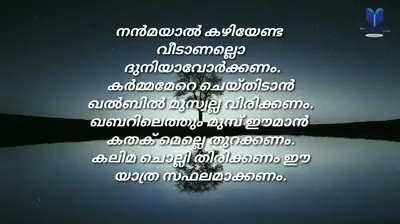 നൻമയാൽ കഴിയേണ്ട
വീടാണല്ലൊ
ദുനിയാവോർക്കണം.
കർമ്മമേറെ ചെയ്തിടാൻ
ഖൽബിൽ മുസ്വല്ല വിരിക്കണം.
ഖബറിലെത്തും മുമ്പ് ഈമാൻ
കതക് മെല്ലെ തുറക്കണം.
കലിമ ചൊല്ലി തിരിക്കണം ഈ
യാത്ര സഫലമാക്കണം.